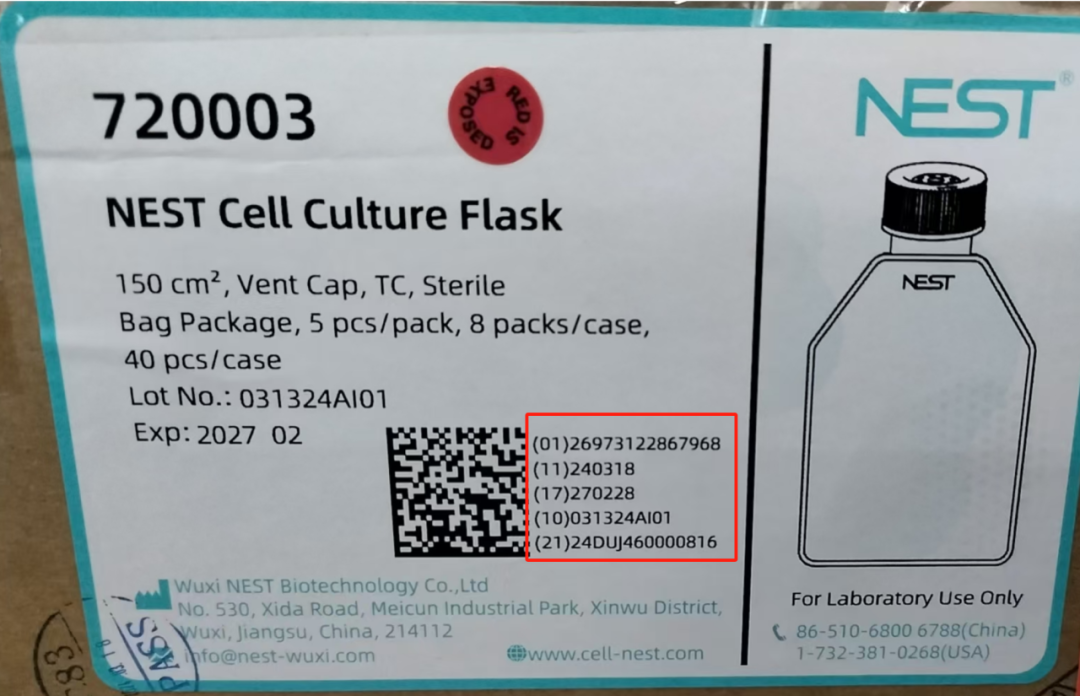 720003
RED IS EXPOSED
NEST Cell Culture Flask
150 cm², Vent Cap, TC, Sterile
Bag Package, 5 pcs/pack, 8 packs/case,
40 pcs/case
Lot No.: 031324AI01
Exp: 2027 02
(01)26973122867968
(11)240318
(17)270228
(10)031324AI01
(21)24DUJ460000816
Wuxi NEST Biotechnology Co.,Ltd
No. 530, Xida Road, Meicun Industrial Park, Xinwu District,
Wuxi, Jiangsu, China, 214112
info@nest-wuxi.com
www.cell-nest.com
PASS
83
NEST®
NEST
For Laboratory Use Only
86-510-6800 6788(China)
1-732-381-0268(USA)